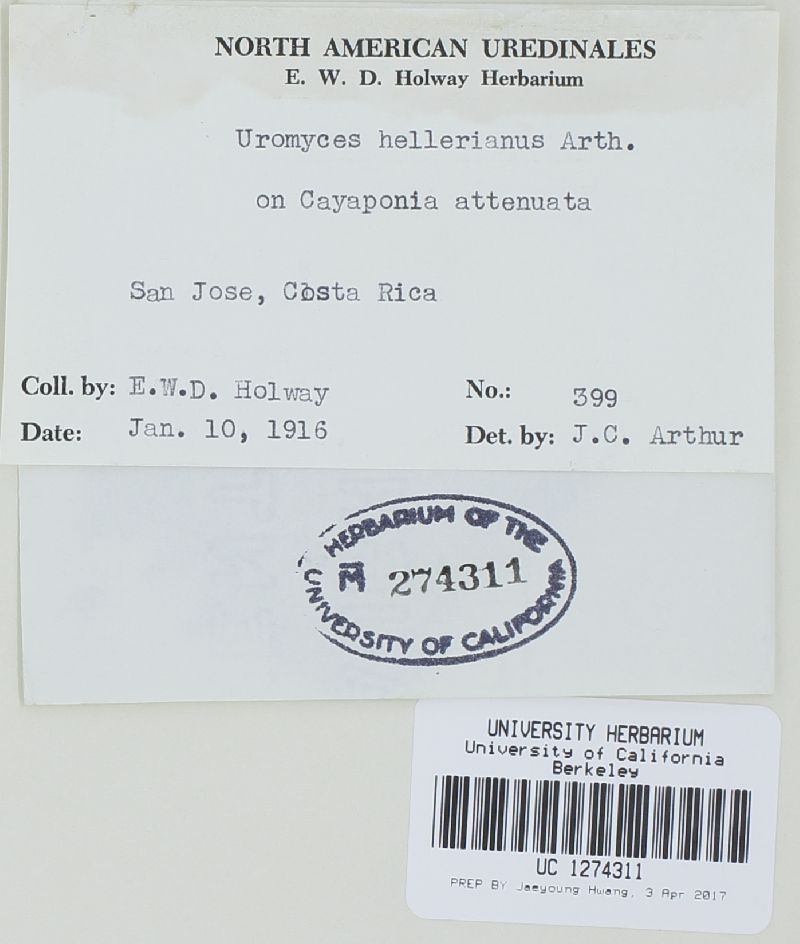 NORTH AMERICAN UREDINALES
E. W. D. Holway Herbarium
Uromyces hellerianus Arth.
on Cayaponia attenuata
San Jose, Costa Rica
Coll. by: E.W.D. Holway No.: 399
Date: Jan. 10, 1916 Det. by: J.C. Arthur
HERBARIUM OF THE
M 274311
UNIVERSITY OF CALIFORNIA
UNIVERSITY HERBARIUM
University of California
Berkeley
UC 1274311
PREP BY Jaeyoung Hwang, 3 Apr 2017